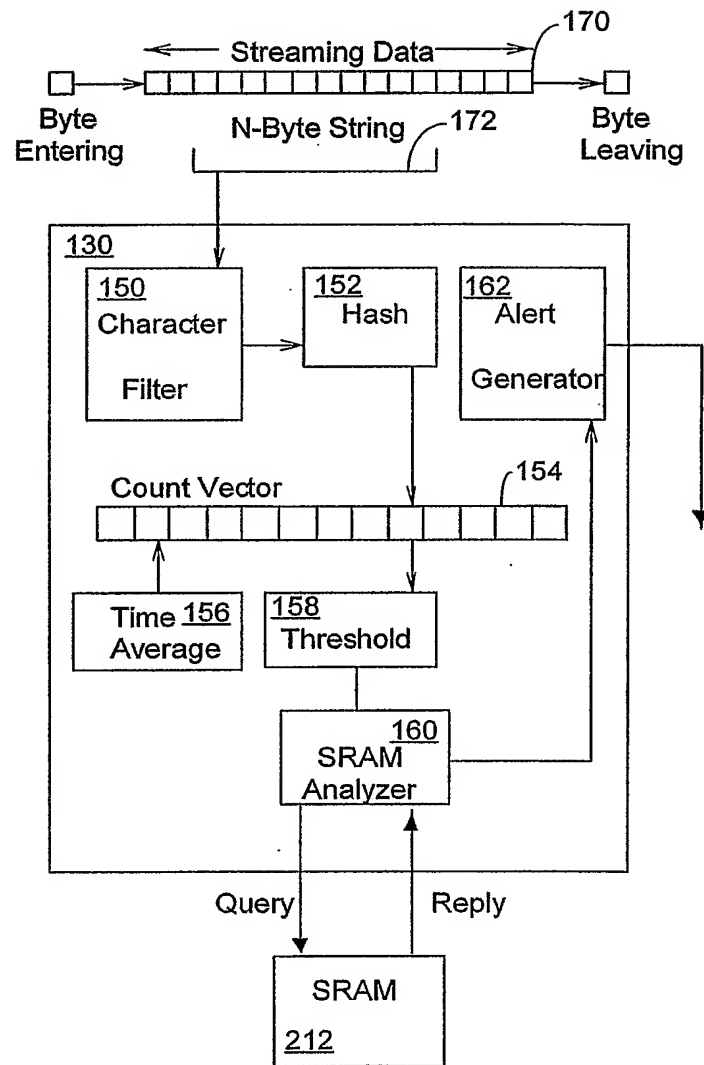 170
Streaming Data
Byte
Entering
N-Byte String
172
Byte
Leaving
130
150
Character
Filter
152
Hash
162
Alert
Generator
154
Count Vector
Time 156
Average
158
Threshold
160
SRAM
Analyzer
Query
Reply
SRAM
212